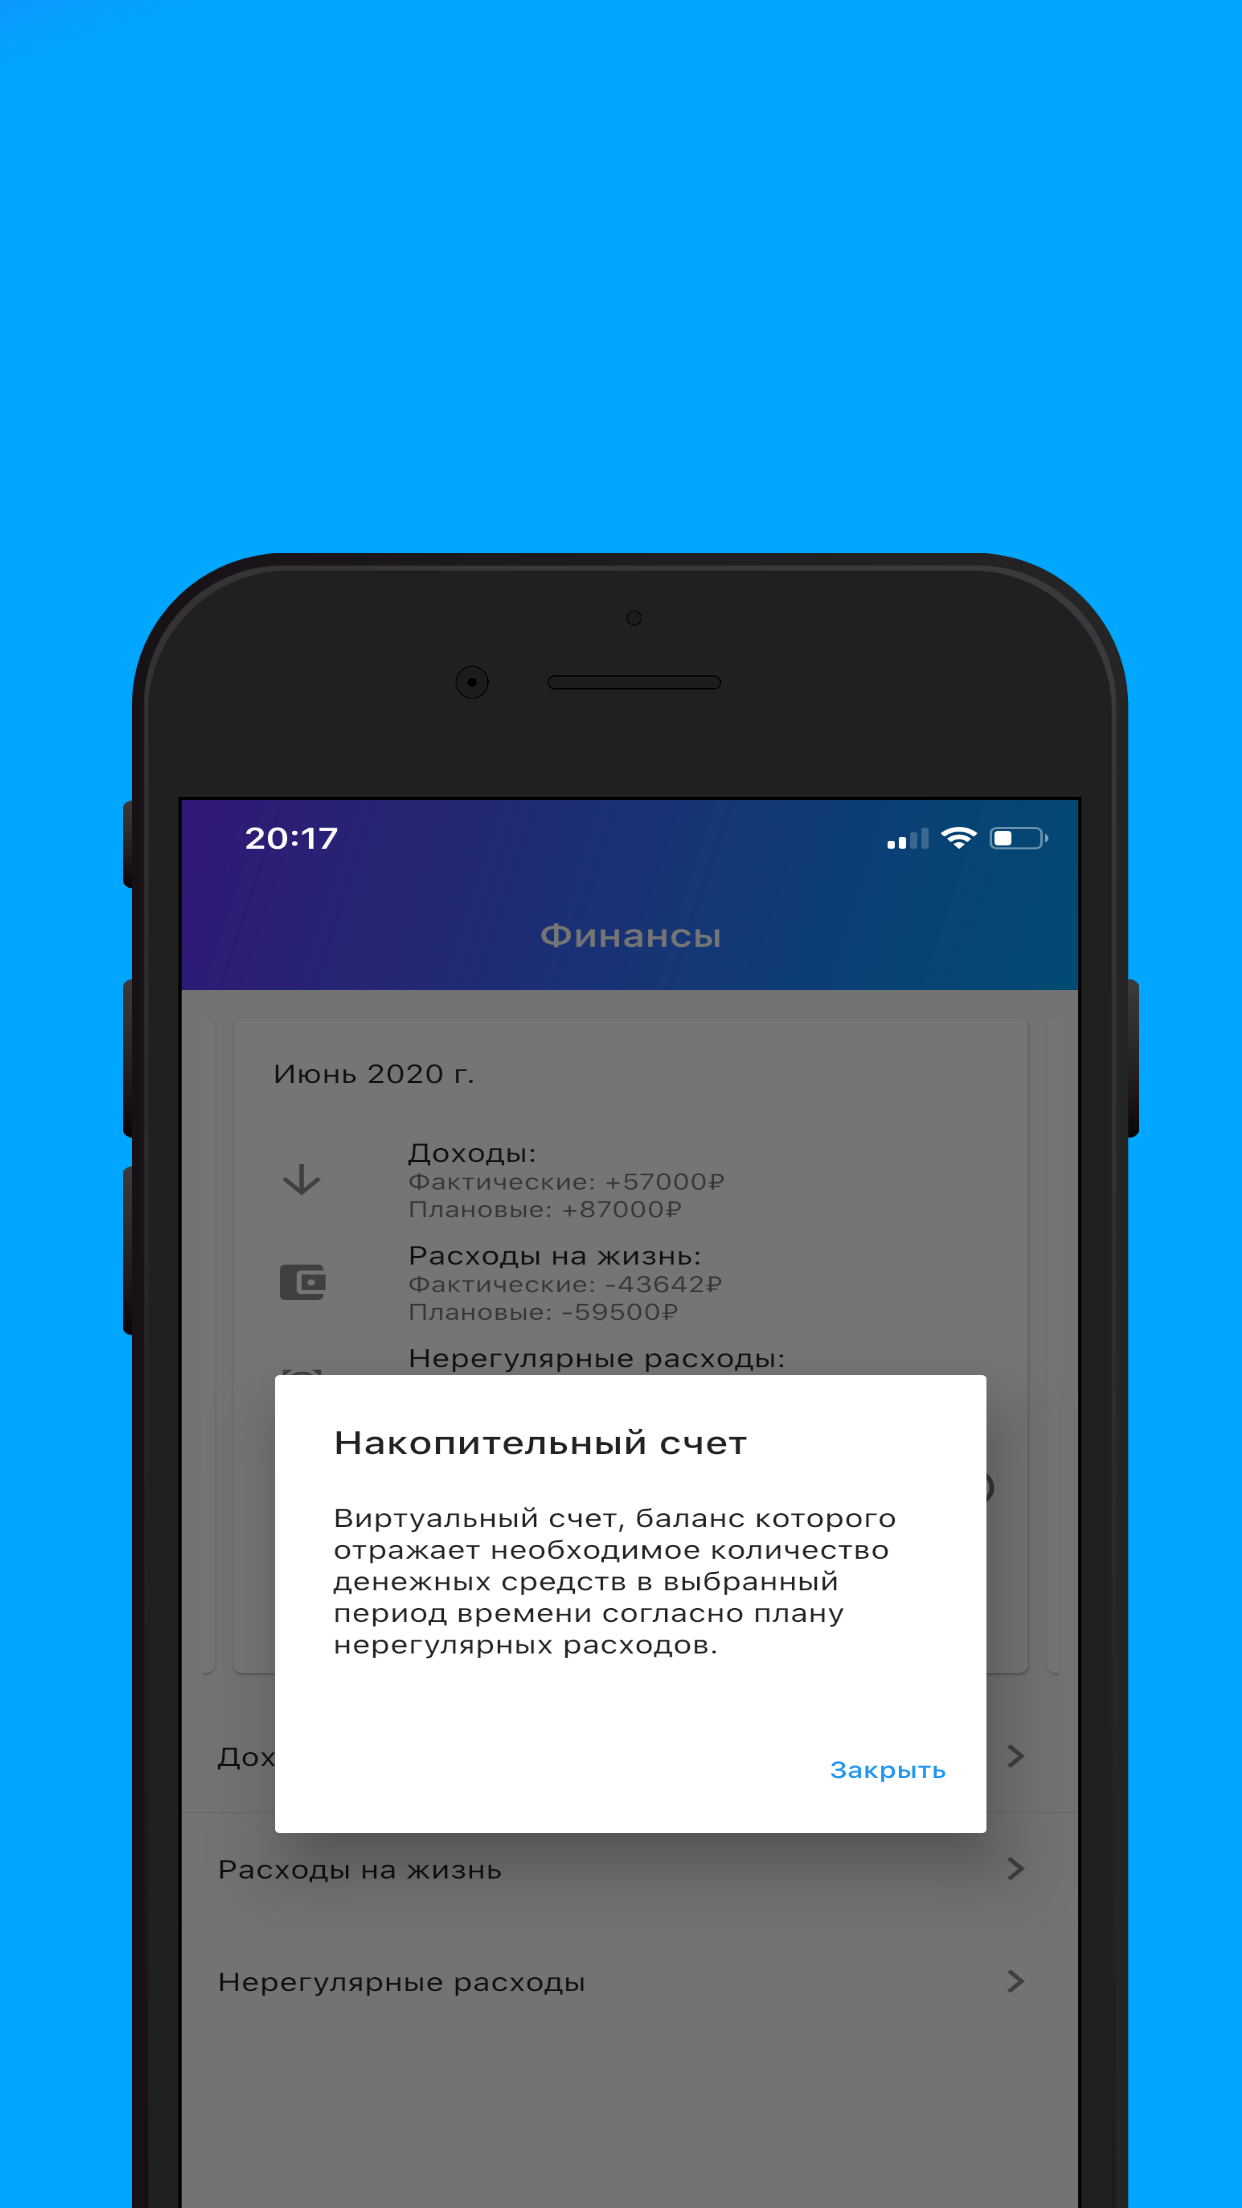 20:17
Финансы
Июнь 2020 г.
Доходы:
Фактические: +57000₽
Плановые: +87000₽
Расходы на жизнь:
Фактические: -43642₽
Плановые: -59500₽
Нерегулярные расходы:
Накопительный счет
Виртуальный счет, баланс которого
отражает необходимое количество
денежных средств в выбранный
период времени согласно плану
нерегулярных расходов.
Закрыть
Расходы на жизнь
Нерегулярные расходы